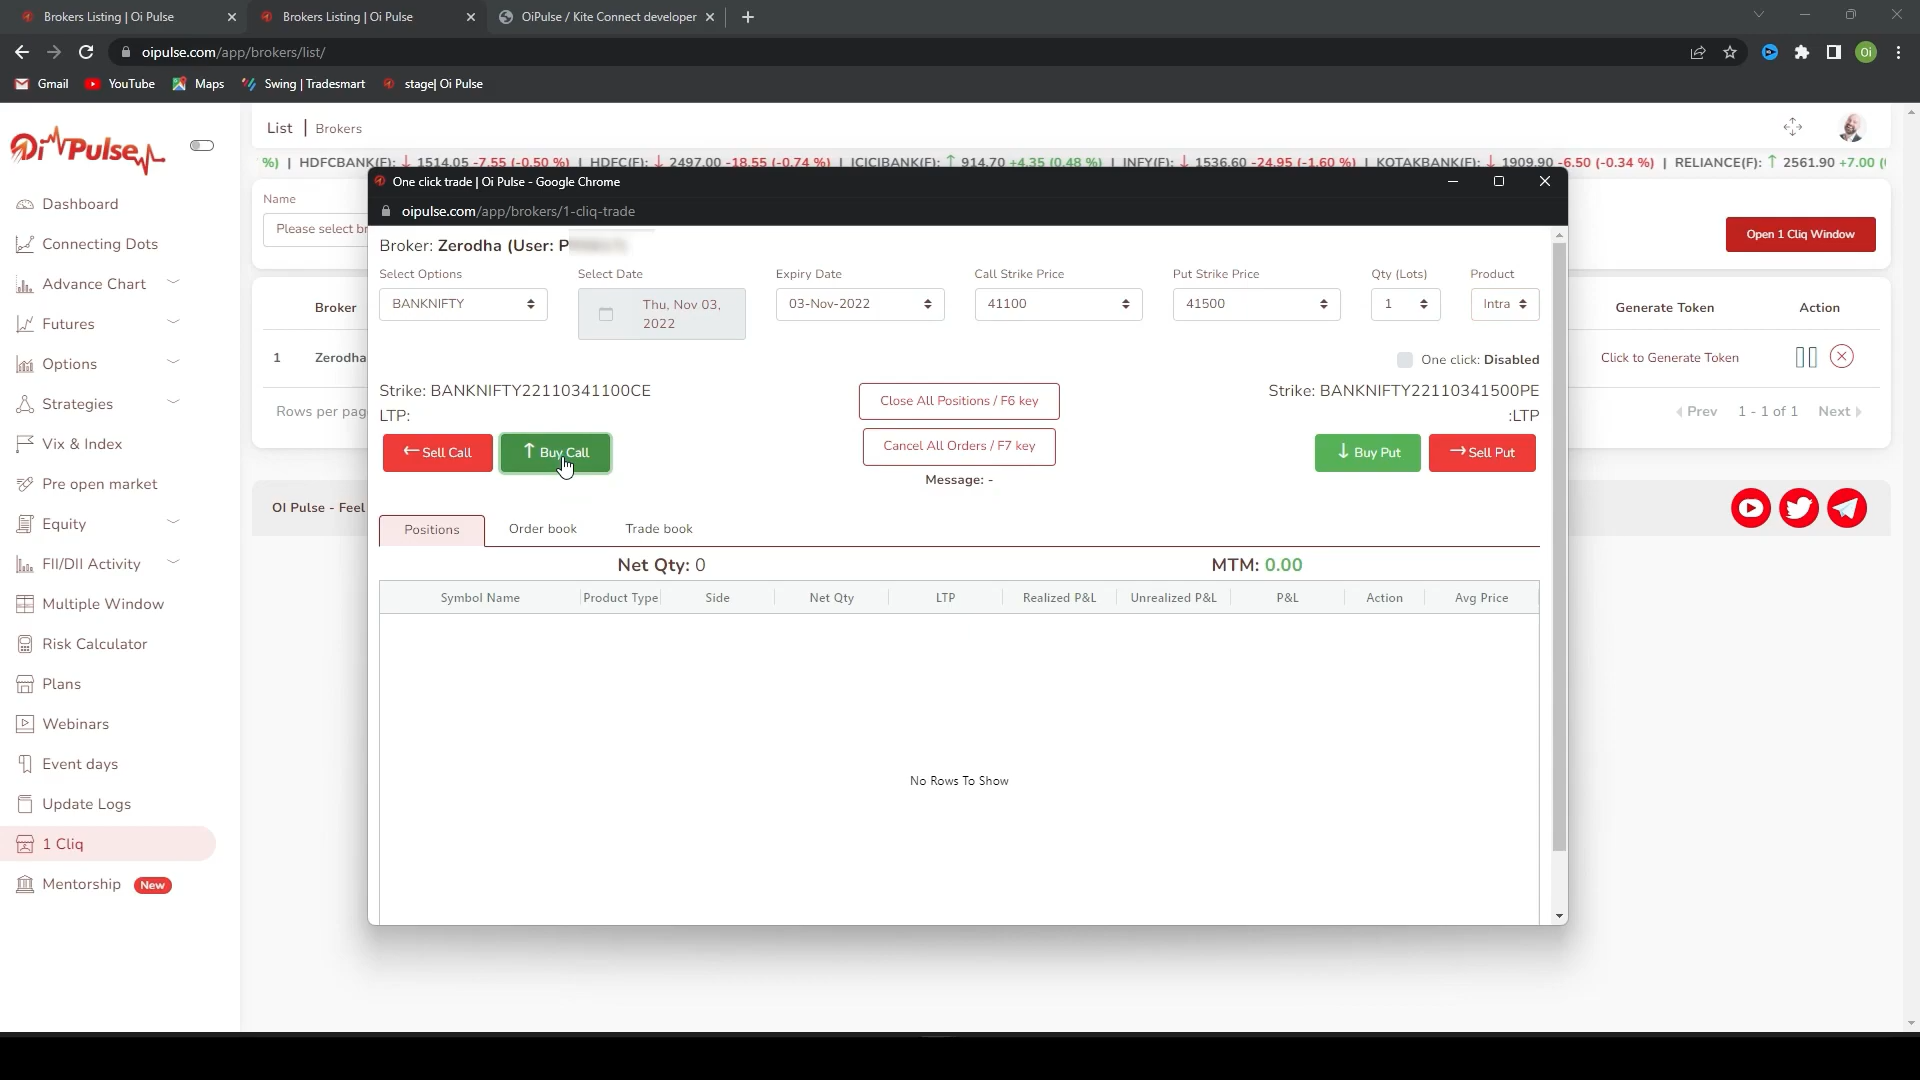 Brokers Listing | Oi Pulse
Brokers Listing | Oi Pulse
OiPulse / Kite Connect developer
oipulse.com/app/brokers/list/
Oi
Gmail
YouTube
Maps
Swing | Tradesmart
stage| Oi Pulse
Oi Pulse
List | Brokers
%) | HDFCBANK(F): ↓ 1514.05 -7.55 (-0.50 %) | HDFC(F): ↓ 2497.00 -18.55 (-0.74 %) | ICICIBANK(F): ↑ 914.70 +4.35 (0.48 %) | INFY(F): ↓ 1536.60 -24.95 (-1.60 %) | KOTAKBANK(F): ↓ 1909.90 -6.50 (-0.34 %) | RELIANCE(F): ↑ 2561.90 +7.00 (
Dashboard
Connecting Dots
Advance Chart
Futures
Options
Strategies
Vix & Index
Pre open market
Equity
FII/DII Activity
Multiple Window
Risk Calculator
Plans
Webinars
Event days
Update Logs
1 Cliq
Mentorship New
Name
Please select br
Open 1 Cliq Window
Broker
Generate Token
Action
1 Zerodha
Click to Generate Token
Rows per pag
Prev 1 - 1 of 1 Next
OI Pulse - Feel
One click trade | Oi Pulse - Google Chrome
oipulse.com/app/brokers/1-cliq-trade
Broker: Zerodha (User: P
Select Options Select Date Expiry Date Call Strike Price Put Strike Price Qty (Lots) Product
BANKNIFTY Thu, Nov 03, 2022 03-Nov-2022 41100 41500 1 Intra
One click: Disabled
Strike: BANKNIFTY22110341100CE
LTP:
← Sell Call ↑ Buy Call
Close All Positions / F6 key
Cancel All Orders / F7 key
Message: -
Strike: BANKNIFTY22110341500PE
:LTP
↓ Buy Put → Sell Put
Positions Order book Trade book
Net Qty: 0 MTM: 0.00
Symbol Name Product Type Side Net Qty LTP Realized P&L Unrealized P&L P&L Action Avg Price
No Rows To Show